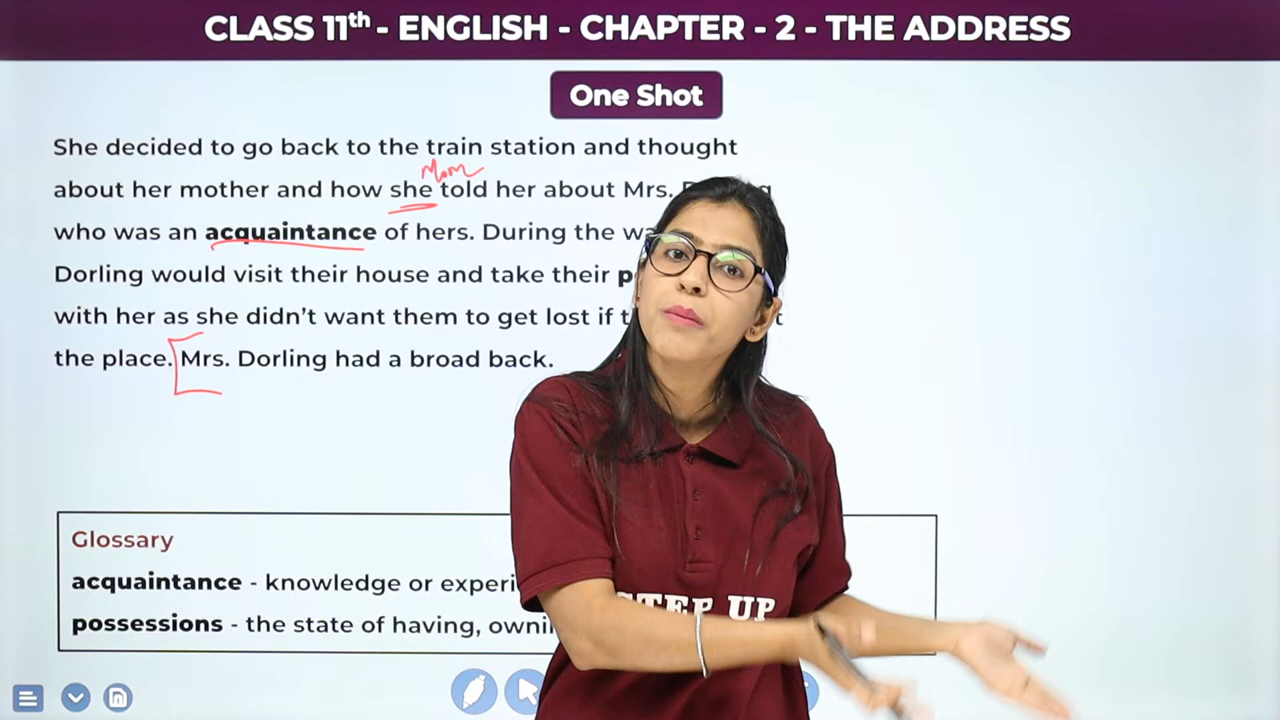 CLASS 11th - ENGLISH - CHAPTER - 2 - THE ADDRESS
One Shot
She decided to go back to the train station and thought
Mom
about her mother and how she told her about Mrs.
who was an acquaintance of hers. During the
Dorling would visit their house and take their
with her as she didn't want them to get lost if
the place. Mrs. Dorling had a broad back.
Glossary
acquaintance - knowledge or
possessions - the state of having,
STEP UP